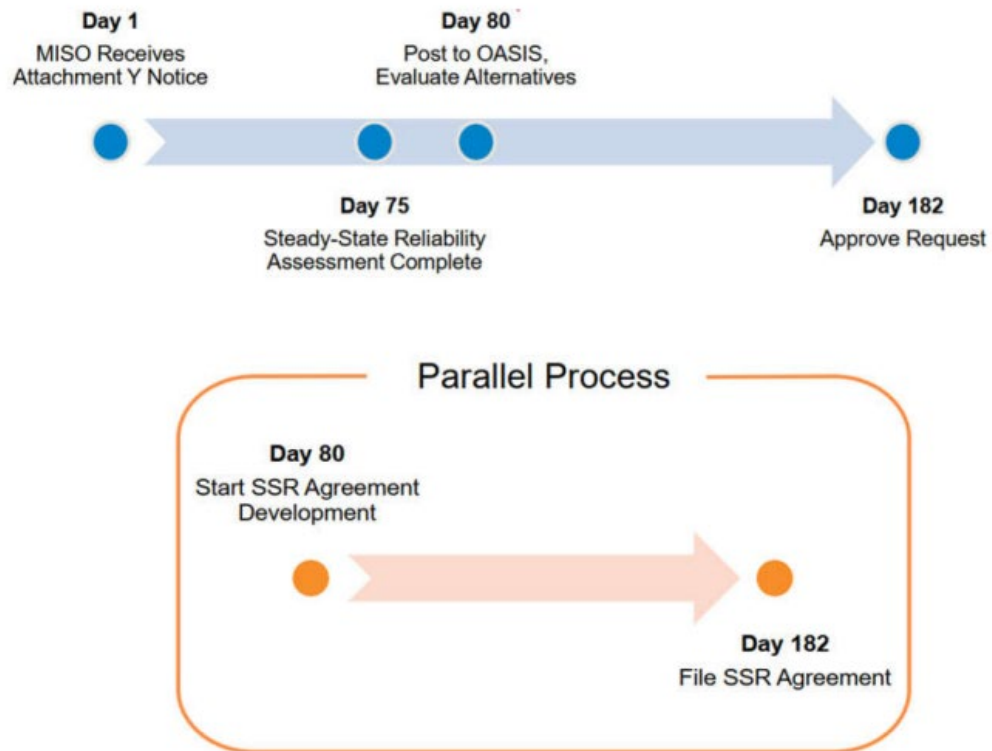 Day 1
MISO Receives
Attachment Y Notice
Day 80
Post to OASIS,
Evaluate Alternatives
Day 75
Steady-State Reliability
Assessment Complete
Day 182
Approve Request
Parallel Process
Day 80
Start SSR Agreement
Development
Day 182
File SSR Agreement